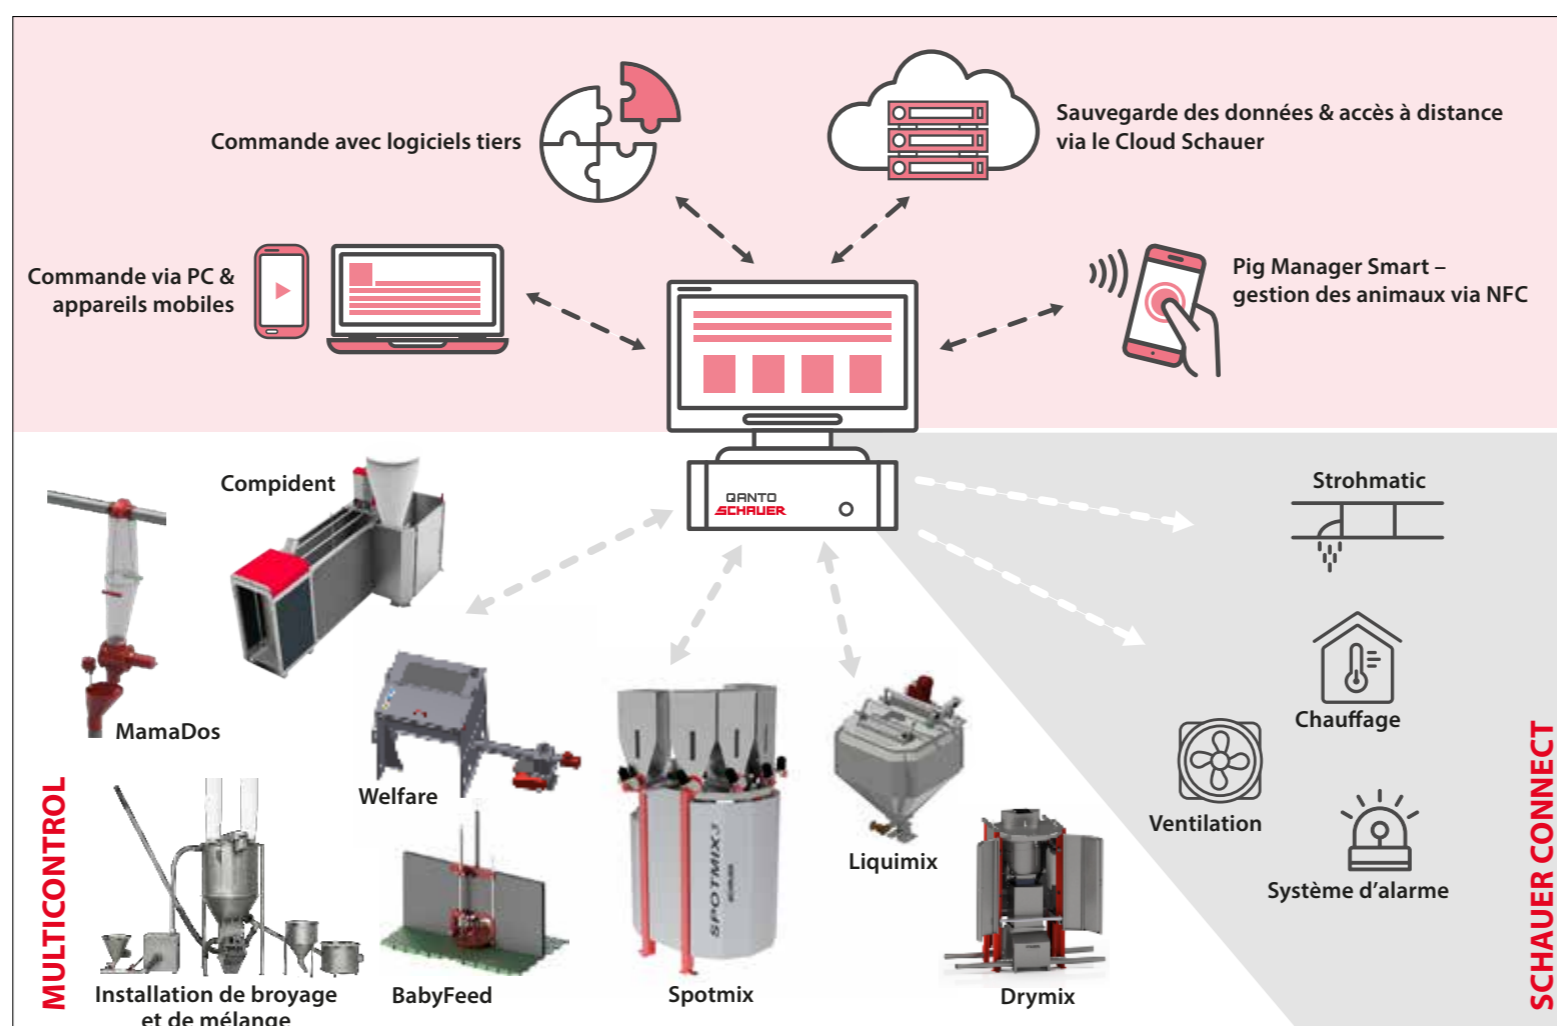 Commande avec logiciels tiers
Sauvegarde des données & accès à distance
via le Cloud Schauer
Commande via PC &
appareils mobiles
Pig Manager Smart –
gestion des animaux via NFC
QANTO
SCHAUER
Compident
MamaDos
Welfare
Installation de broyage
et de mélange
BabyFeed
SPOTMIX
Spotmix
Liquimix
Drymix
MULTICONTROL
Strohmatic
Chauffage
Ventilation
Système d’alarme
SCHAUER CONNECT